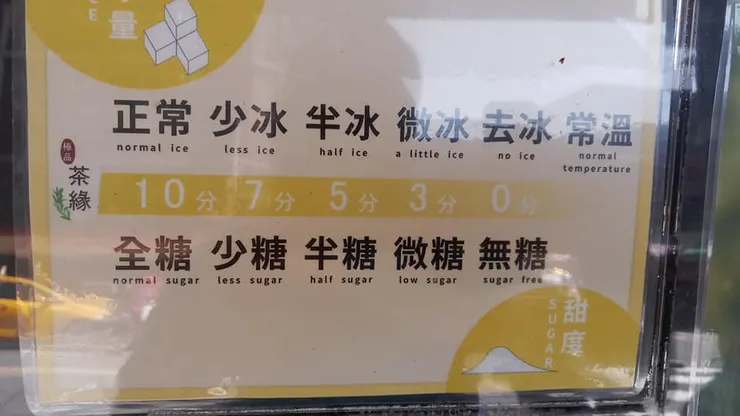 量
正常 少冰 半冰 微冰 去冰 常溫
normal ice less ice half ice a little ice no ice normal temperature
極品
茶緣
10分 7分 5分 3分 0分
全糖 少糖 半糖 微糖 無糖
normal sugar less sugar half sugar low sugar sugar free
甜度
SUGAR